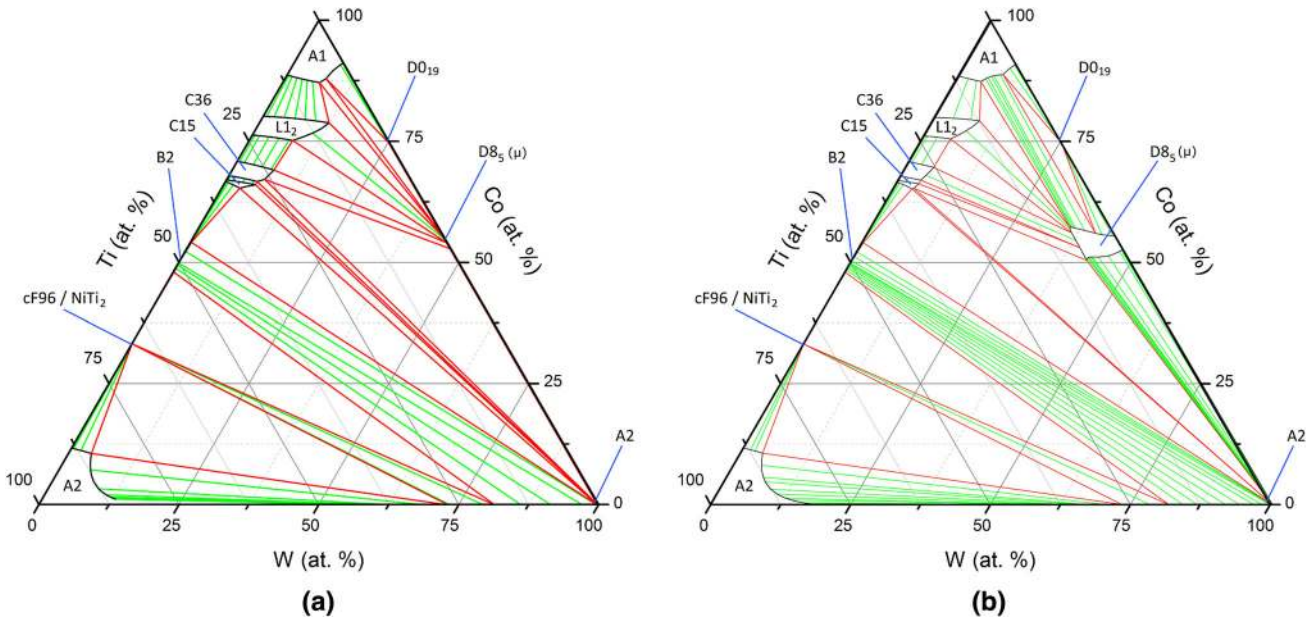 100
A1
D0₁₉
C36
25
C15
L1₂
75
B2
D8₅ (μ)
Ti (at. %)
Co (at. %)
50
50
cF96 / NiTi₂
75
25
A2
100
A2
0
0
25
50
75
100
W (at. %)
(a)
100
A1
D0₁₉
C36
25
C15
L1₂
75
B2
D8₅ (μ)
Ti (at. %)
Co (at. %)
50
50
cF96 / NiTi₂
75
25
A2
100
A2
0
0
25
50
75
100
W (at. %)
(b)